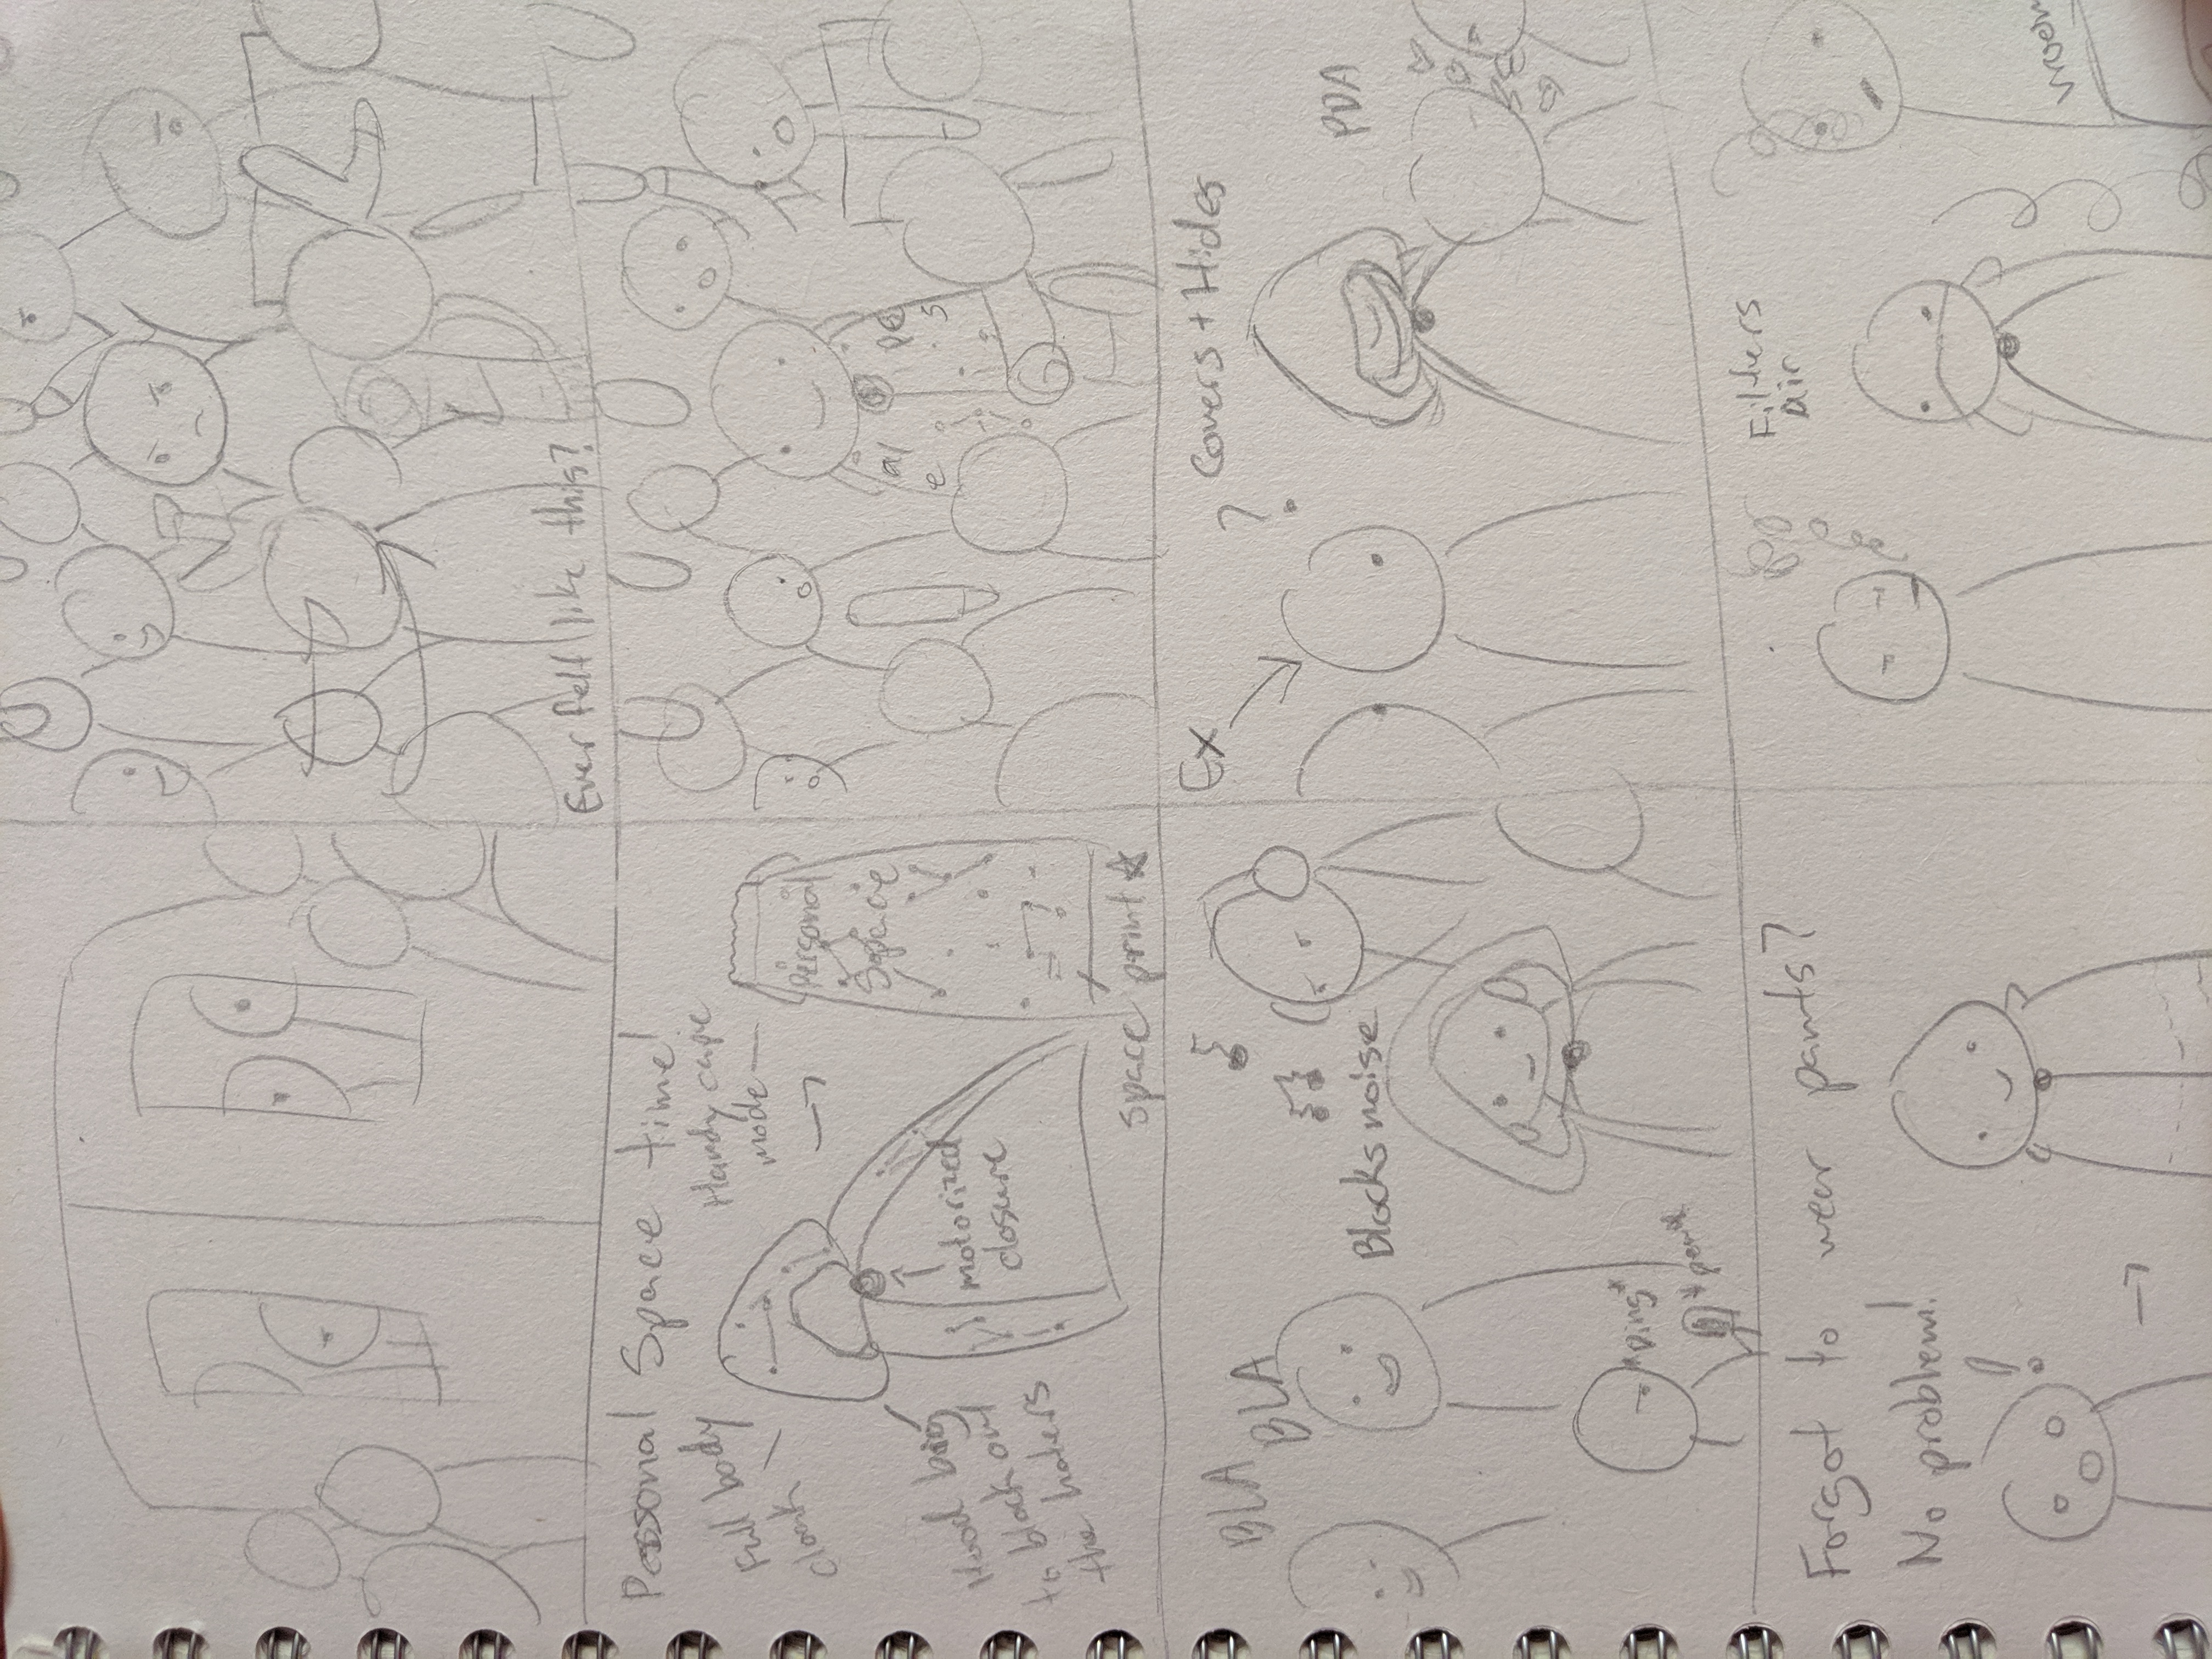 Ever felt like this?
Personal Space time!
Full body
cloak
Handy cape
mode
Personal
Space
Hood big
to block out
the haters
motorized
closure
space print
al pe
e s
BLA
BLA
Blocks noise
*Ding*
*pew*
Ex
?
Covers + Hides
PDA
Forgot to wear pants?
No problem!
!
Filters
air
vroom